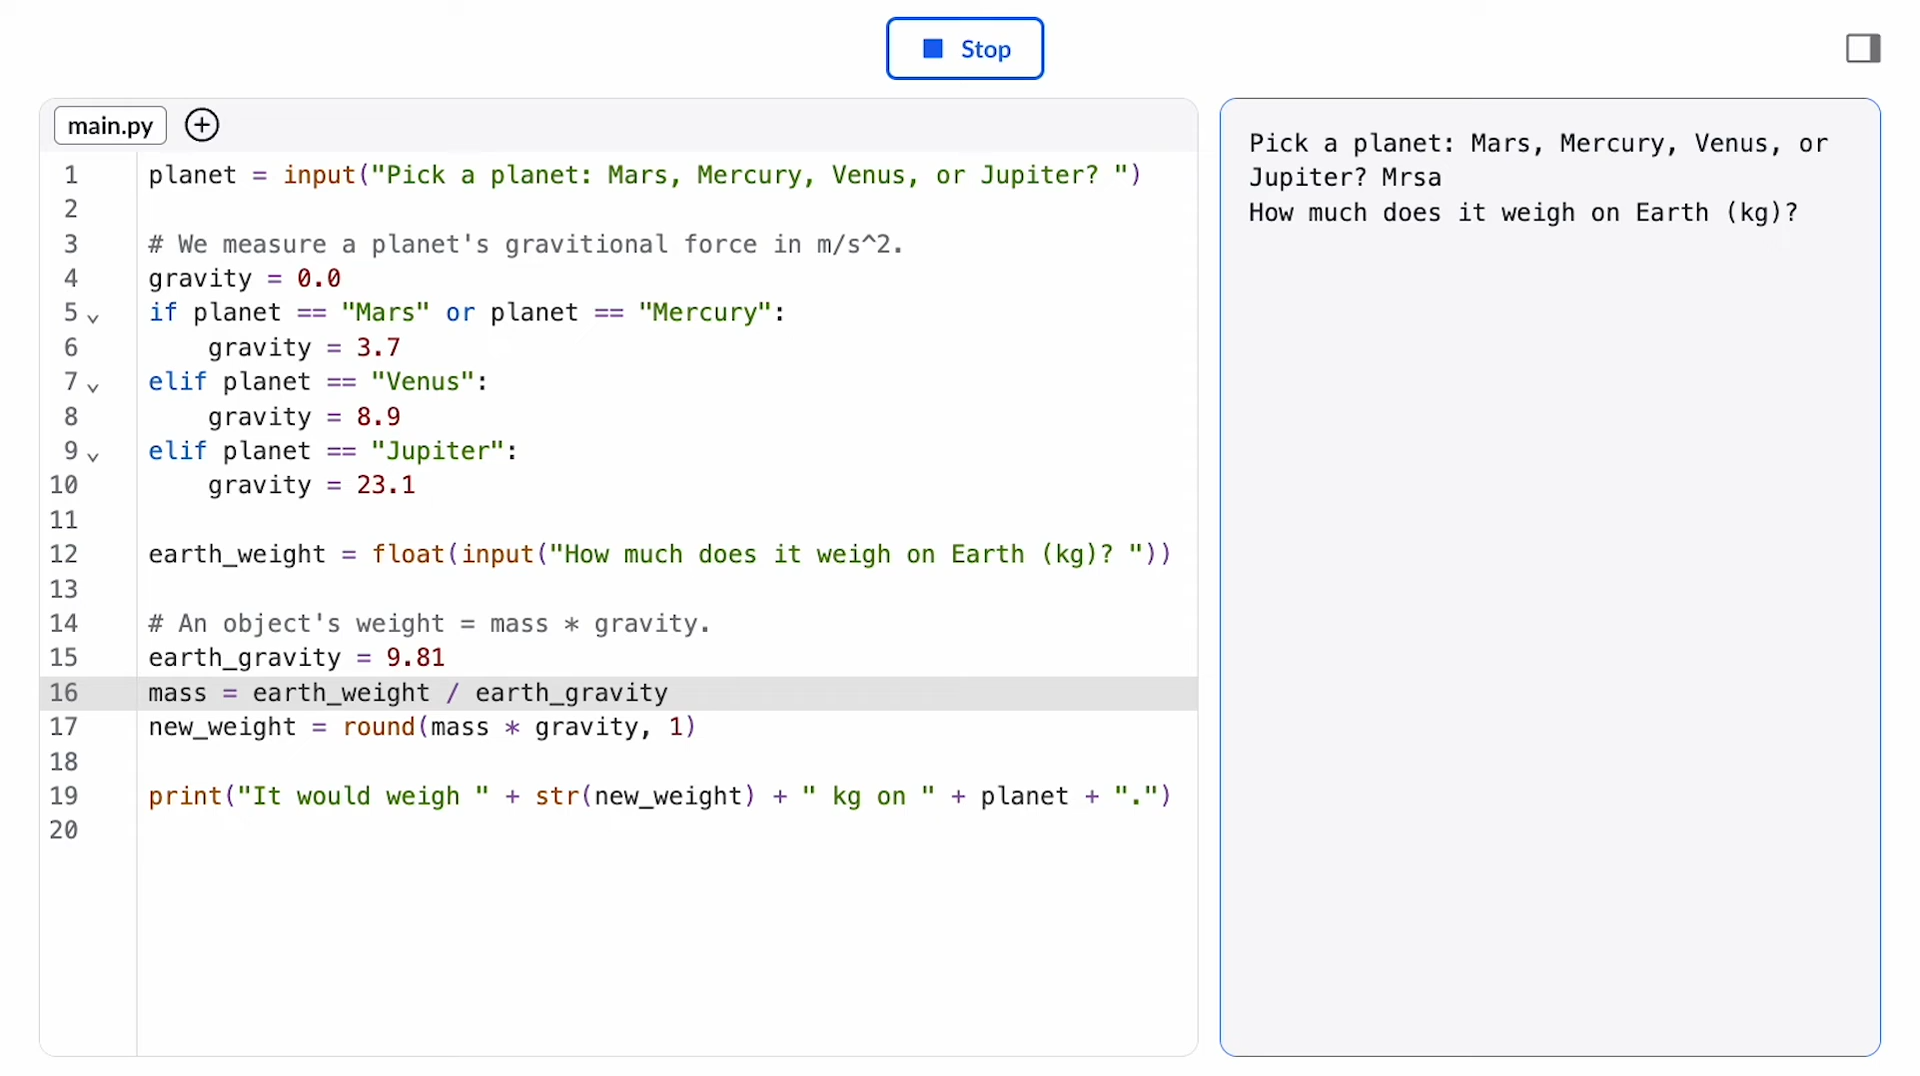 Stop
main.py
1 planet = input("Pick a planet: Mars, Mercury, Venus, or Jupiter? ")
2
3 # We measure a planet's gravitional force in m/s^2.
4 gravity = 0.0
5 if planet == "Mars" or planet == "Mercury":
6     gravity = 3.7
7 elif planet == "Venus":
8     gravity = 8.9
9 elif planet == "Jupiter":
10     gravity = 23.1
11
12 earth_weight = float(input("How much does it weigh on Earth (kg)? "))
13
14 # An object's weight = mass * gravity.
15 earth_gravity = 9.81
16 mass = earth_weight / earth_gravity
17 new_weight = round(mass * gravity, 1)
18
19 print("It would weigh " + str(new_weight) + " kg on " + planet + ".")
20
Pick a planet: Mars, Mercury, Venus, or
Jupiter? Mrsa
How much does it weigh on Earth (kg)?